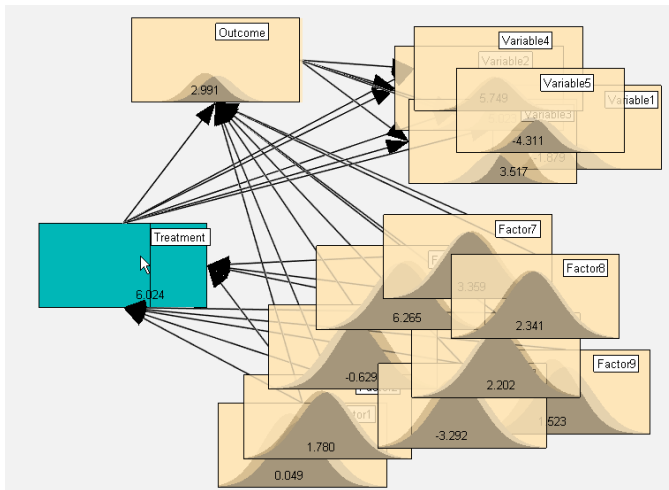 Outcome
2.991
Variable4
Variable2
5.749
Variable5
Variable1
Variable3
-4.311
-1.879
3.517
Treatment
6.024
Factor7
3.359
Factor8
6.265
2.341
-0.629
2.202
Factor9
1.523
-3.292
Factor1
1.780
0.049